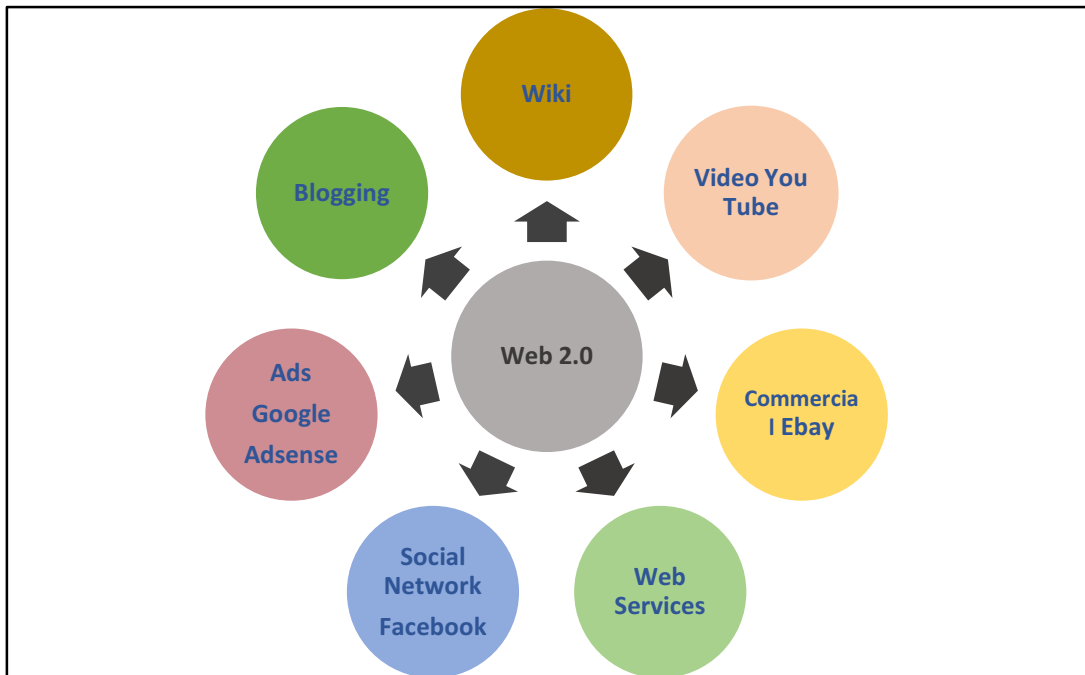 Wiki
Video You
Tube
Blogging
Web 2.0
Ads
Google
Adsense
Commercia
l Ebay
Social
Network
Facebook
Web
Services